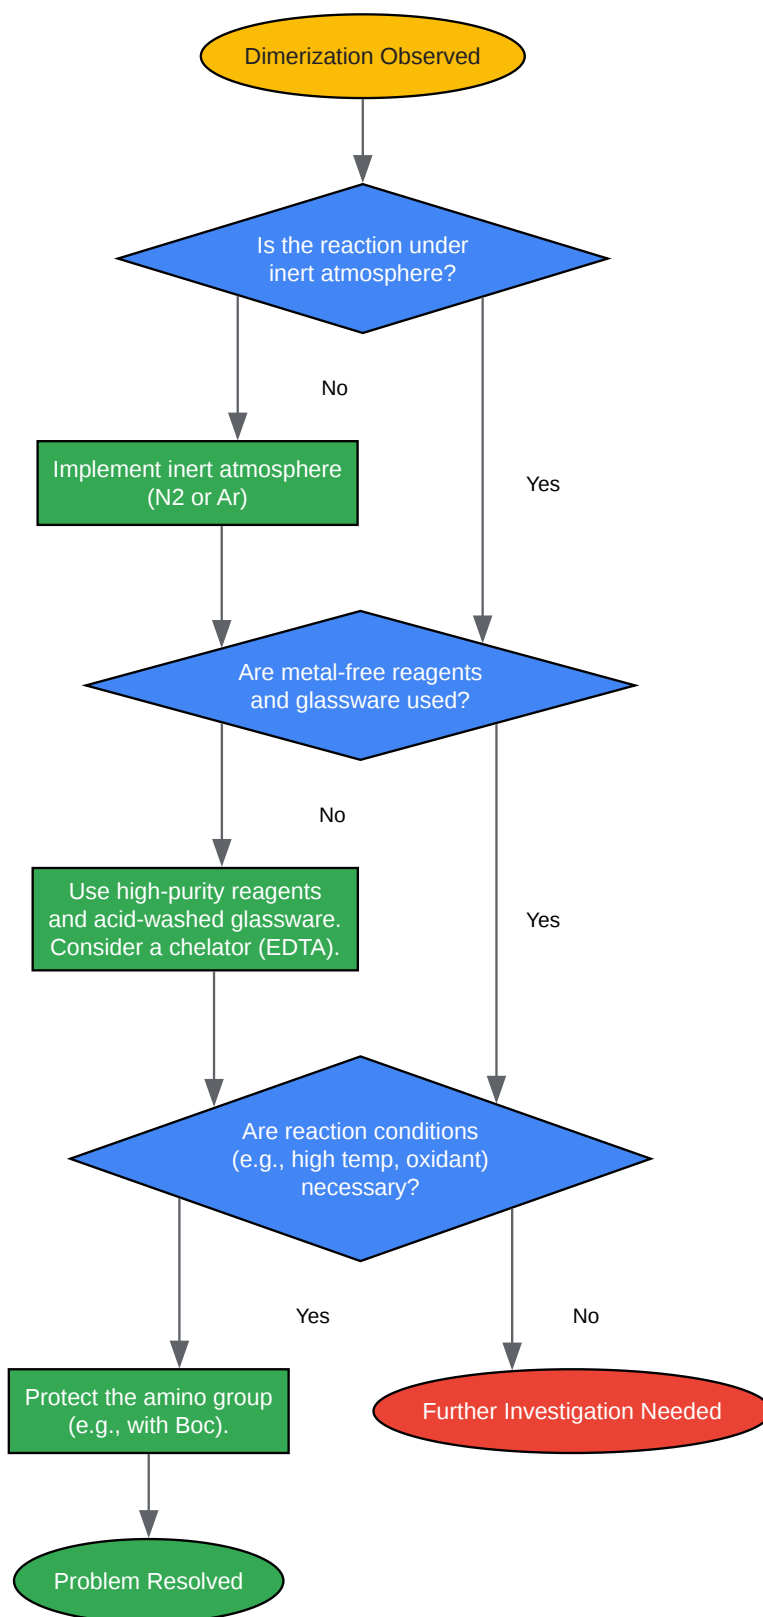 Dimerization Observed
Is the reaction under
inert atmosphere?
No
Implement inert atmosphere
(N2 or Ar)
Yes
Are metal-free reagents
and glassware used?
No
Use high-purity reagents
and acid-washed glassware.
Consider a chelator (EDTA).
Yes
Are reaction conditions
(e.g., high temp, oxidant)
necessary?
Yes
No
Protect the amino group
(e.g., with Boc).
Further Investigation Needed
Problem Resolved